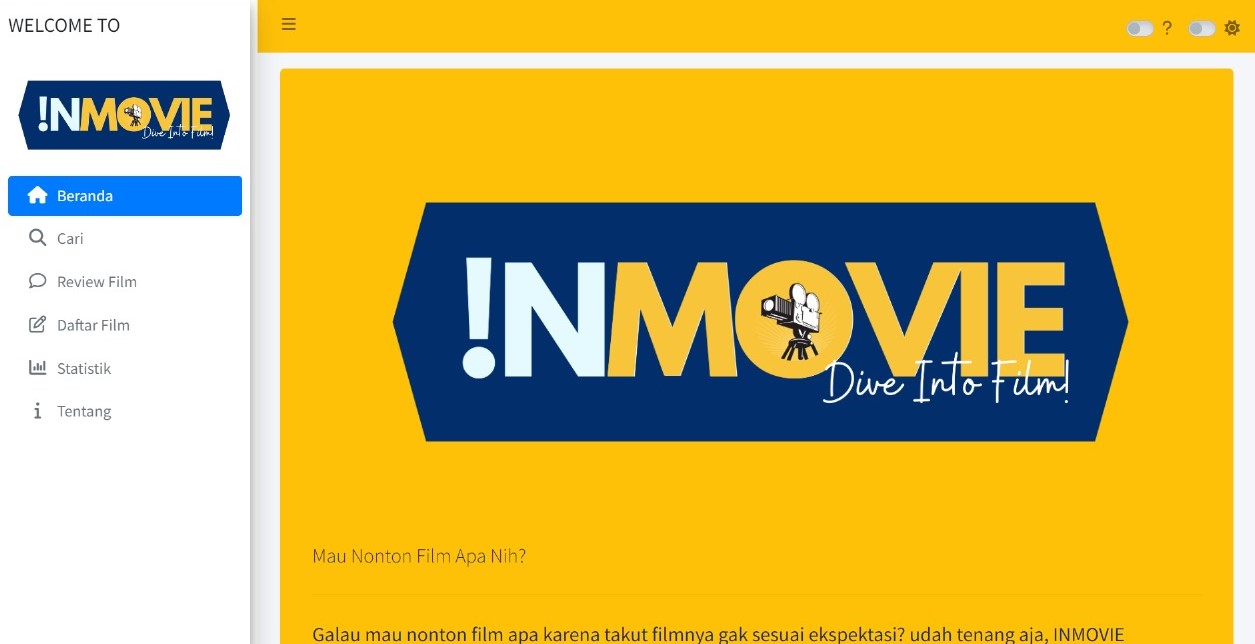 WELCOME TO
!NMOVIE
Dive Into Film!
Beranda
Cari
Review Film
Daftar Film
Statistik
Tentang
?
!NMOVIE
Dive Into Film!
Mau Nonton Film Apa Nih?
Galau mau nonton film apa karena takut filmnya gak sesuai ekspektasi? udah tenang aja, INMOVIE